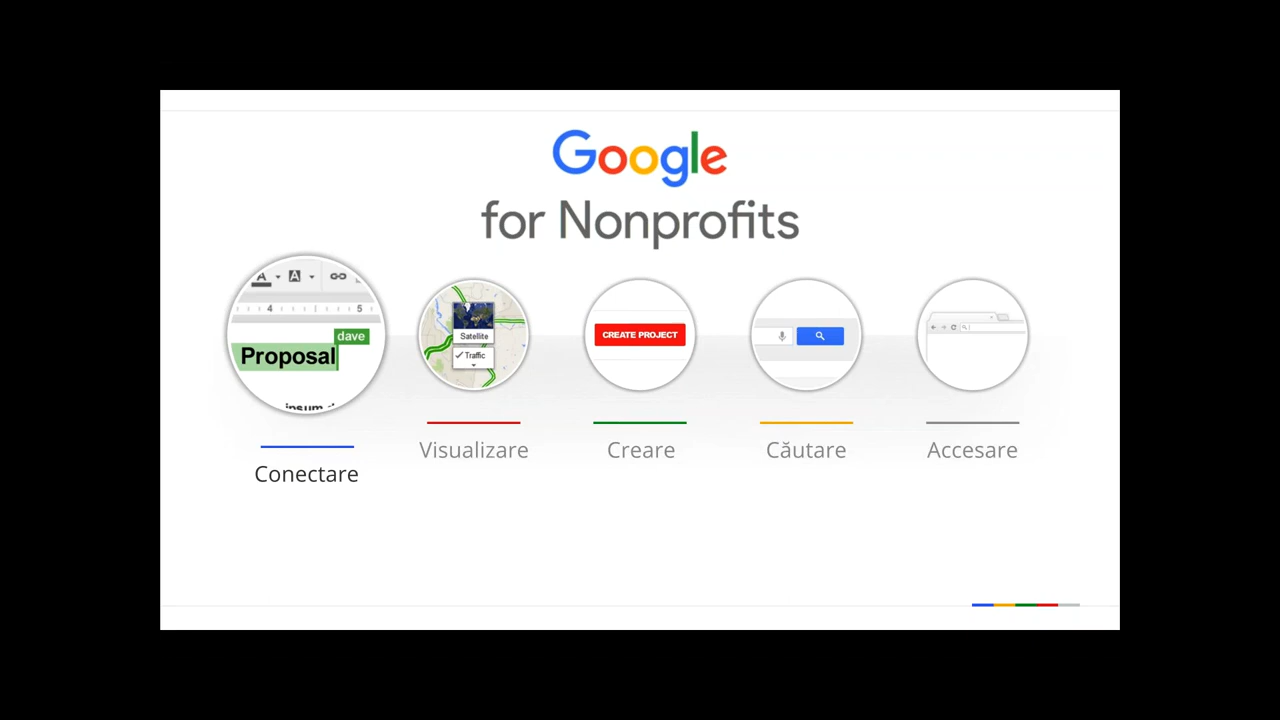 Google
for Nonprofits
A A
4 5
dave
Proposal
Satellite
Traffic
CREATE PROJECT
Conectare
Visualizare
Creare
Căutare
Accesare